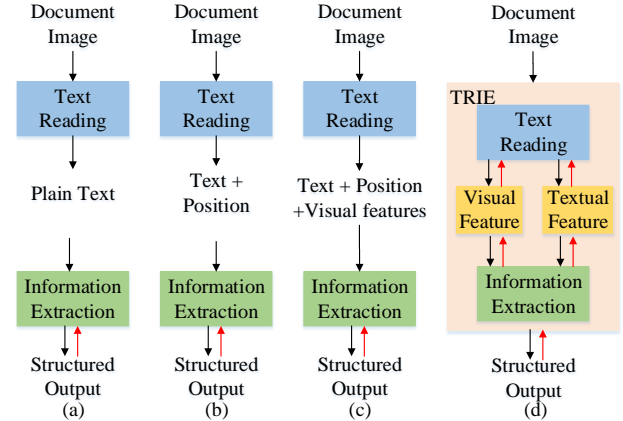 Document
Image
Text
Reading
Plain Text
Information
Extraction
Structured
Output
(a)
Document
Image
Text
Reading
Text +
Position
Information
Extraction
Structured
Output
(b)
Document
Image
Text
Reading
Text + Position
+Visual features
Information
Extraction
Structured
Output
(c)
Document
Image
TRIE
Text
Reading
Visual
Feature
Textual
Feature
Information
Extraction
Structured
Output
(d)